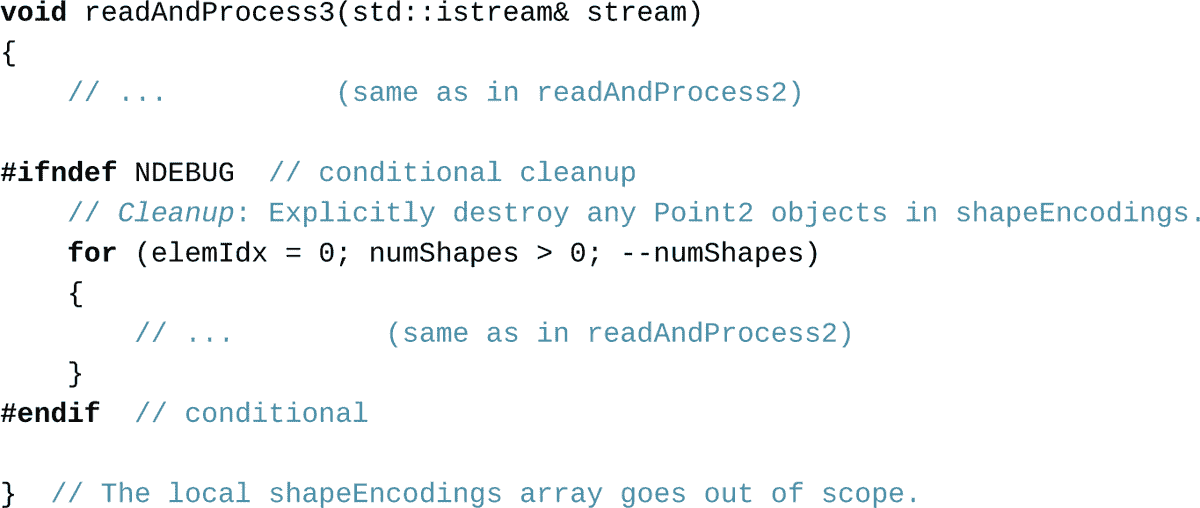 void readAndProcess3(std::istream& stream)
{
    // ...          (same as in readAndProcess2)

#ifndef NDEBUG  // conditional cleanup
    // Cleanup: Explicitly destroy any Point2 objects in shapeEncodings.
    for (elemIdx = 0; numShapes > 0; --numShapes)
    {
        // ...         (same as in readAndProcess2)
    }
#endif  // conditional

}  // The local shapeEncodings array goes out of scope.